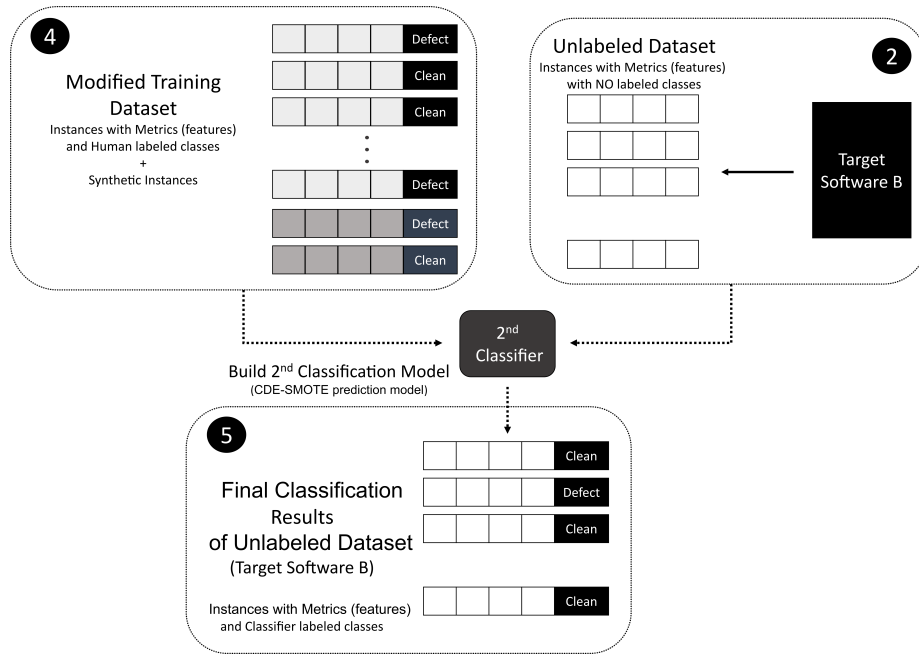 4
Modified Training
Dataset
Instances with Metrics (features)
and Human labeled classes
+
Synthetic Instances
Defect
Clean
Clean
Defect
Defect
Clean
2
Unlabeled Dataset
Instances with Metrics (features)
with NO labeled classes
Target
Software B
2nd
Classifier
Build 2nd Classification Model
(CDE-SMOTE prediction model)
5
Final Classification
Results
of Unlabeled Dataset
(Target Software B)
Instances with Metrics (features)
and Classifier labeled classes
Clean
Defect
Clean
Clean